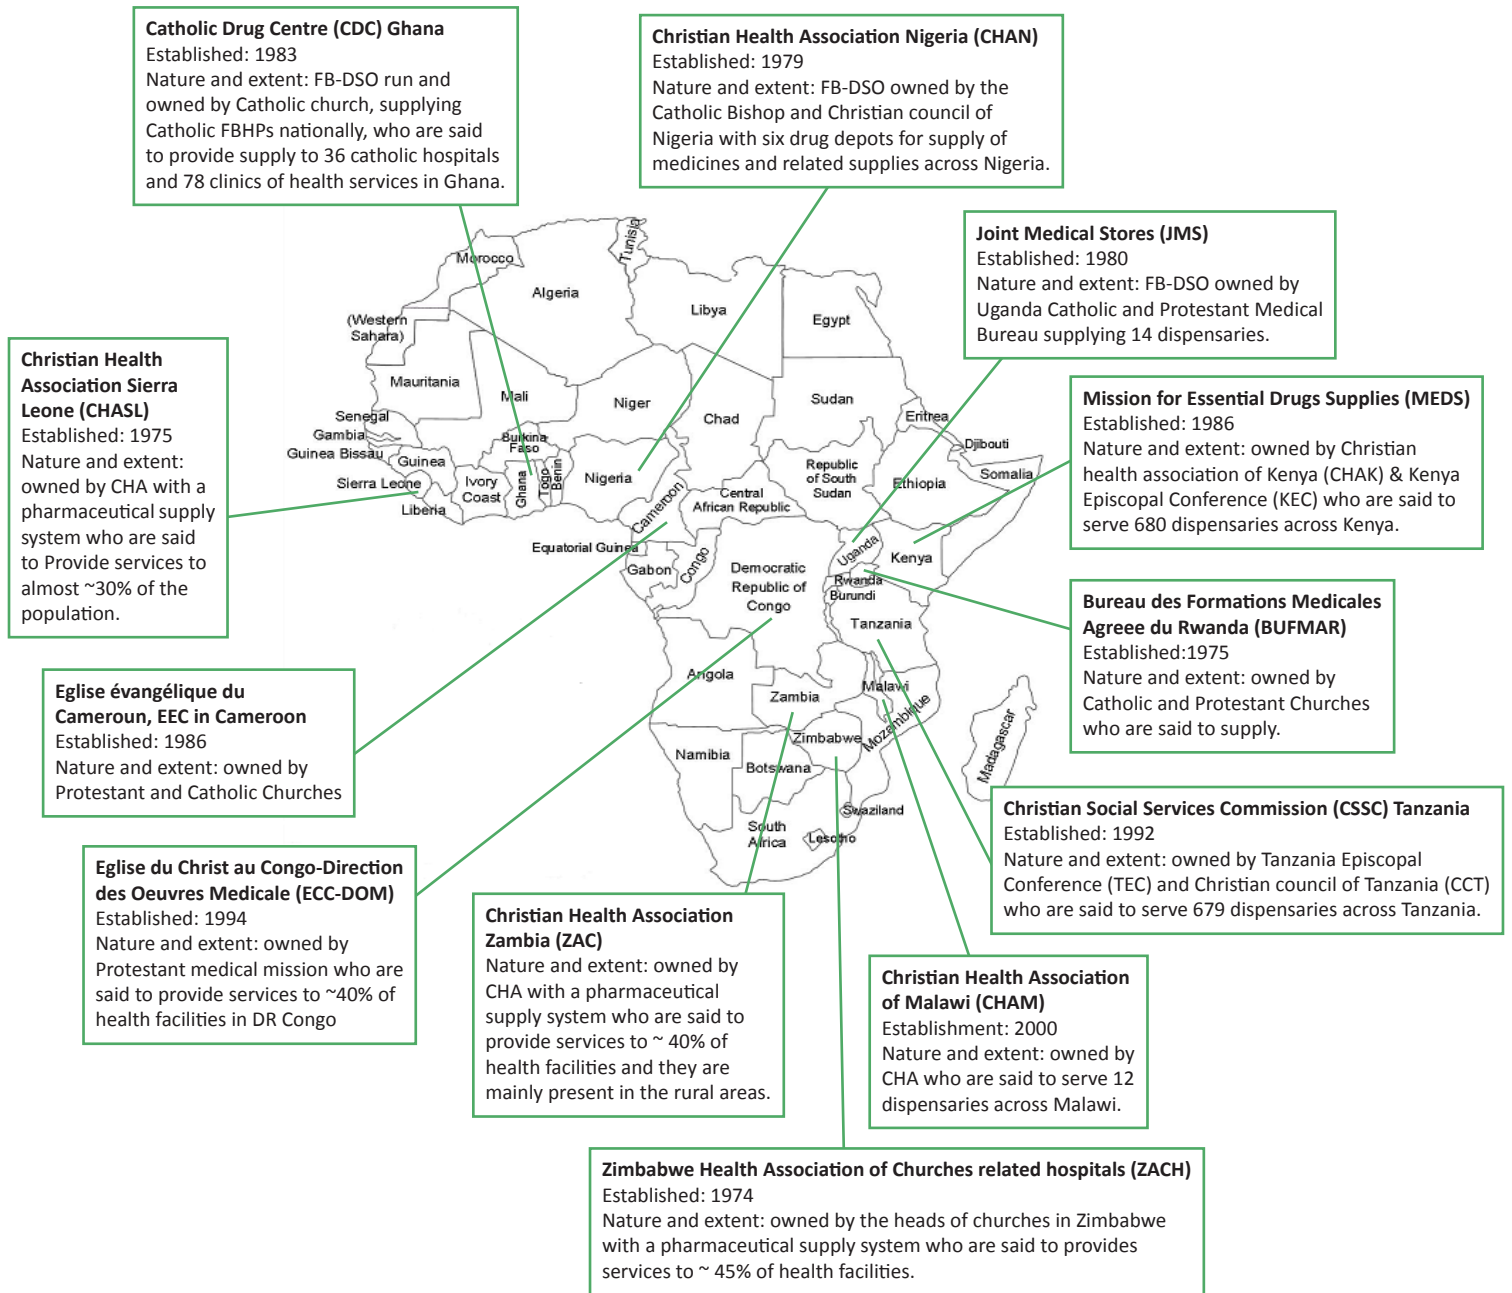 Catholic Drug Centre (CDC) Ghana
Established: 1983
Nature and extent: FB-DSO run and
owned by Catholic church, supplying
Catholic FBHPs nationally, who are said
to provide supply to 36 catholic hospitals
and 78 clinics of health services in Ghana.
Christian Health Association Nigeria (CHAN)
Established: 1979
Nature and extent: FB-DSO owned by the
Catholic Bishop and Christian council of
Nigeria with six drug depots for supply of
medicines and related supplies across Nigeria.
Joint Medical Stores (JMS)
Established: 1980
Nature and extent: FB-DSO owned by
Uganda Catholic and Protestant Medical
Bureau supplying 14 dispensaries.
Christian Health
Association Sierra
Leone (CHASL)
Established: 1975
Nature and extent:
owned by CHA with a
pharmaceutical supply
system who are said
to Provide services to
almost ~30% of the
population.
Mission for Essential Drugs Supplies (MEDS)
Established: 1986
Nature and extent: owned by Christian
health association of Kenya (CHAK) & Kenya
Episcopal Conference (KEC) who are said to
serve 680 dispensaries across Kenya.
Bureau des Formations Medicales
Agreee du Rwanda (BUFMAR)
Established:1975
Nature and extent: owned by
Catholic and Protestant Churches
who are said to supply.
Eglise évangélique du
Cameroun, EEC in Cameroon
Established: 1986
Nature and extent: owned by
Protestant and Catholic Churches
Christian Social Services Commission (CSSC) Tanzania
Established: 1992
Nature and extent: owned by Tanzania Episcopal
Conference (TEC) and Christian council of Tanzania (CCT)
who are said to serve 679 dispensaries across Tanzania.
Eglise du Christ au Congo-Direction
des Oeuvres Medicale (ECC-DOM)
Established: 1994
Nature and extent: owned by
Protestant medical mission who are
said to provide services to ~40% of
health facilities in DR Congo
Christian Health Association
Zambia (ZAC)
Nature and extent: owned by
CHA with a pharmaceutical
supply system who are said to
provide services to ~ 40% of
health facilities and they are
mainly present in the rural areas.
Christian Health Association
of Malawi (CHAM)
Establishment: 2000
Nature and extent: owned by
CHA who are said to serve 12
dispensaries across Malawi.
Zimbabwe Health Association of Churches related hospitals (ZACH)
Established: 1974
Nature and extent: owned by the heads of churches in Zimbabwe
with a pharmaceutical supply system who are said to provides
services to ~ 45% of health facilities.
Morocco
Tunisia
Algeria
Libya
Egypt
(Western
Sahara)
Mauritania
Mali
Niger
Chad
Sudan
Eritrea
Senegal
Gambia
Guinea Bissau
Guinea
Sierra Leone
Liberia
Ivory
Coast
Burkina
Faso
Ghana
Togo
Benin
Nigeria
Cameroon
Central
African Republic
Republic
of South
Sudan
Ethiopia
Djibouti
Somalia
Equatorial Guinea
Gabon
Congo
Democratic
Republic of
Congo
Uganda
Kenya
Rwanda
Burundi
Tanzania
Angola
Zambia
Malawi
Mozambique
Zimbabwe
Namibia
Botswana
Madagascar
Swaziland
South
Africa
Lesotho